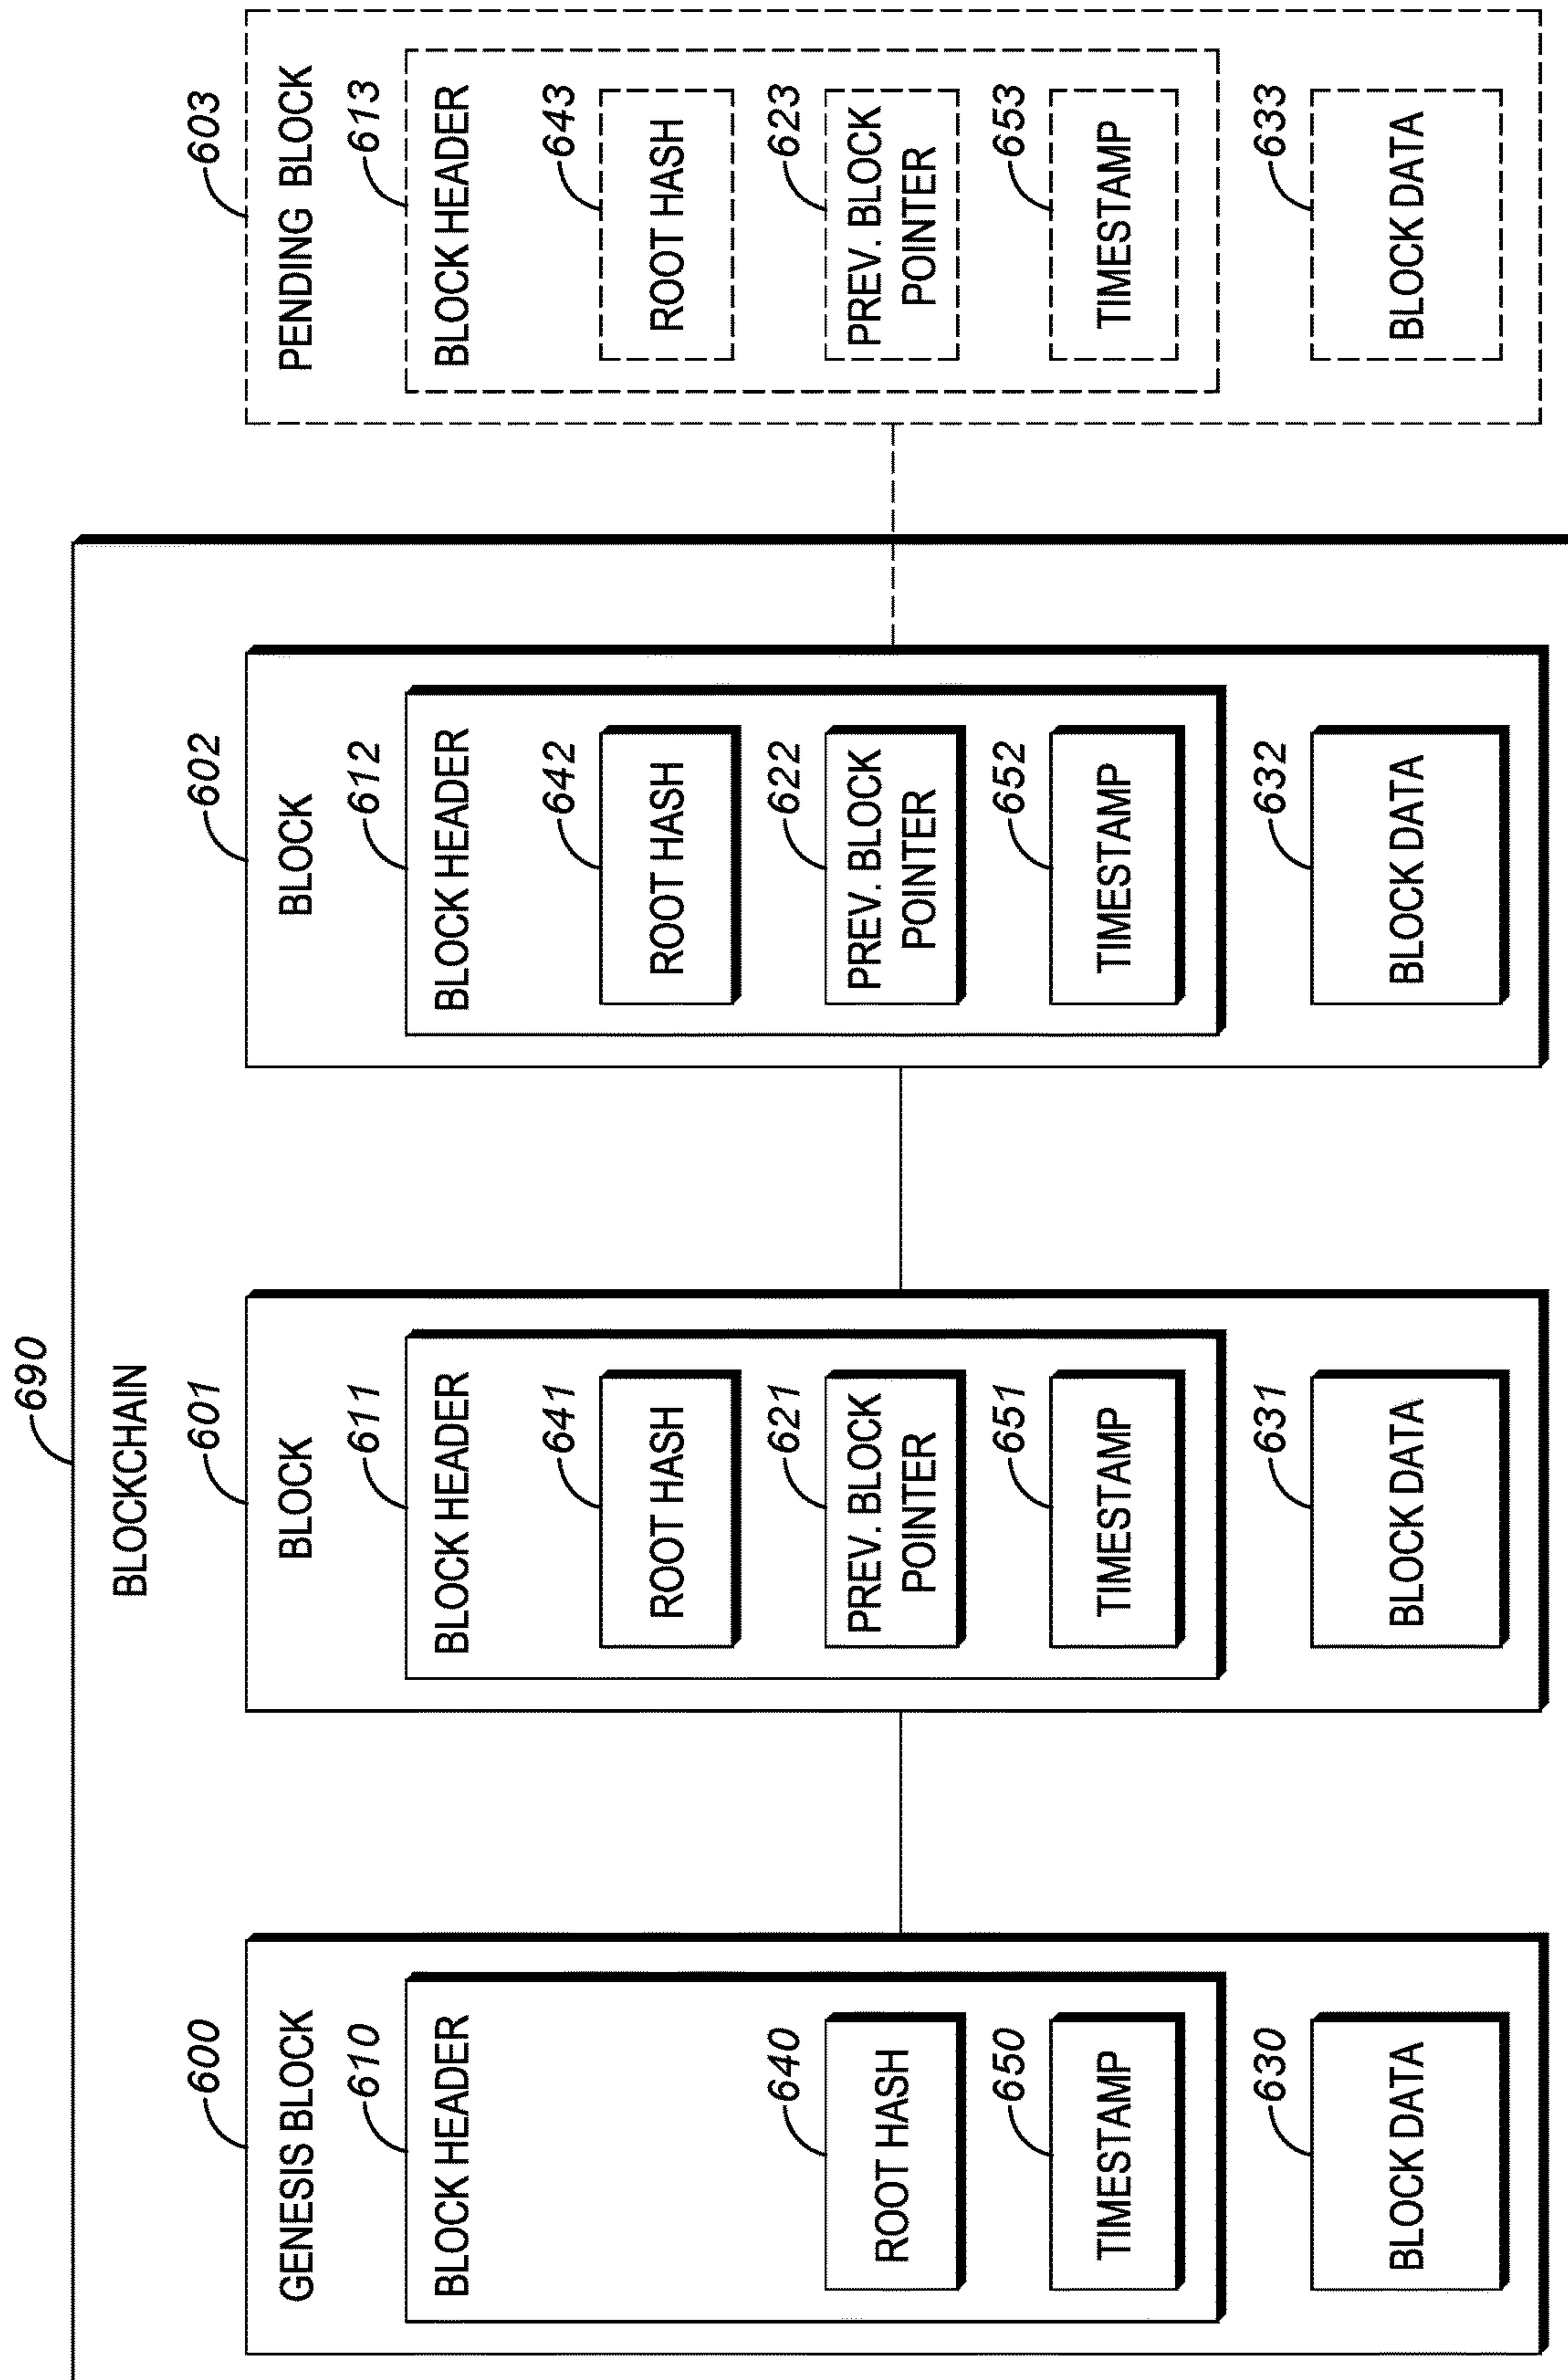 690
BLOCKCHAIN
600
GENESIS BLOCK
610
BLOCK HEADER
640
ROOT HASH
650
TIMESTAMP
630
BLOCK DATA
601
BLOCK
611
BLOCK HEADER
641
ROOT HASH
621
PREV. BLOCK
POINTER
651
TIMESTAMP
631
BLOCK DATA
602
BLOCK
612
BLOCK HEADER
642
ROOT HASH
622
PREV. BLOCK
POINTER
652
TIMESTAMP
632
BLOCK DATA
603
PENDING BLOCK
613
BLOCK HEADER
643
ROOT HASH
623
PREV. BLOCK
POINTER
653
TIMESTAMP
633
BLOCK DATA